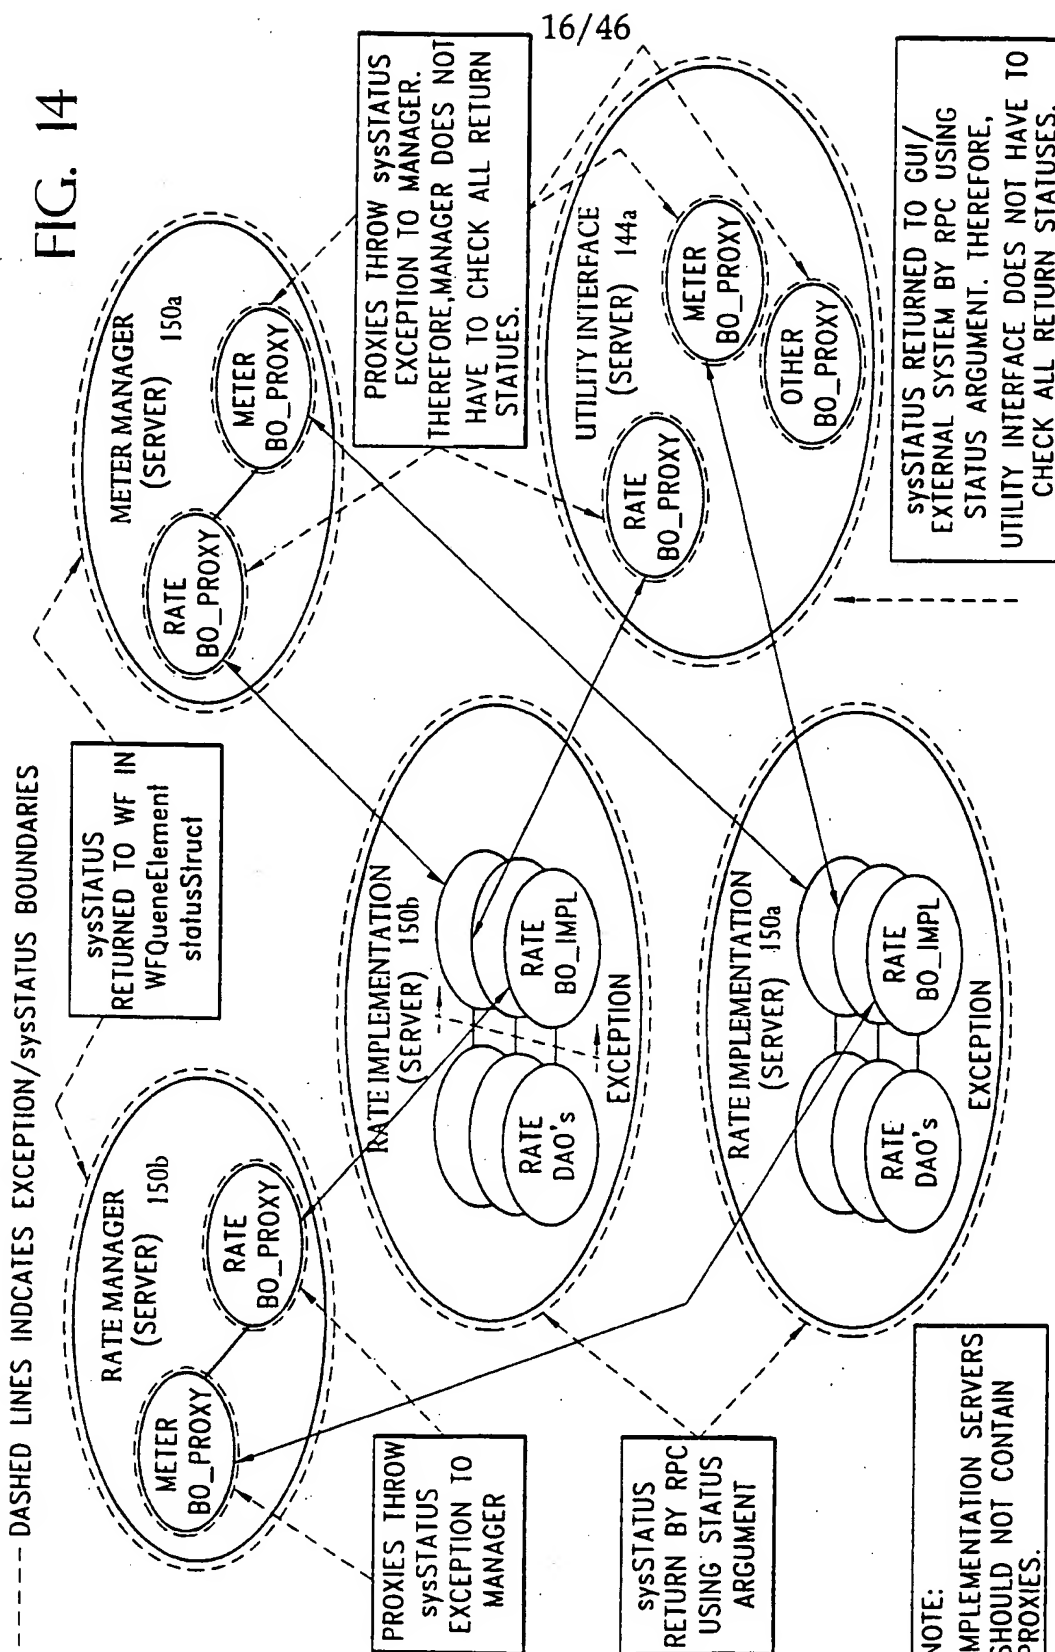 16/46
FIG. 14
----- DASHED LINES INDCATES EXCEPTION/sysSTATUS BOUNDARIES
sysSTATUS
RETURNED TO WF IN
WFQueneElement
statusStruct
RATE MANAGER
(SERVER) 150b
METER
BO_PROXY
RATE
BO_PROXY
METER MANAGER
(SERVER)
150a
RATE
BO_PROXY
METER
BO_PROXY
PROXIES THROW
sysSTATUS
EXCEPTION TO
MANAGER
RATE IMPLEMENTATION
(SERVER) 150b
RATE
DAO's
RATE
BO_IMPL
EXCEPTION
PROXIES THROW sysSTATUS
EXCEPTION TO MANAGER.
THEREFORE,MANAGER DOES NOT
HAVE TO CHECK ALL RETURN
STATUES.
sysSTATUS
RETURN BY RPC
USING STATUS
ARGUMENT
RATE IMPLEMENTATION
(SERVER) 150a
RATE
DAO's
RATE
BO_IMPL
EXCEPTION
UTILITY INTERFACE
(SERVER) 144a
RATE
BO_PROXY
METER
BO_PROXY
OTHER
BO_PROXY
NOTE:
IMPLEMENTATION SERVERS
SHOULD NOT CONTAIN
PROXIES.
sysSTATUS RETURNED TO GUI/
EXTERNAL SYSTEM BY RPC USING
STATUS ARGUMENT. THEREFORE,
UTILITY INTERFACE DOES NOT HAVE TO
CHECK ALL RETURN STATUSES.